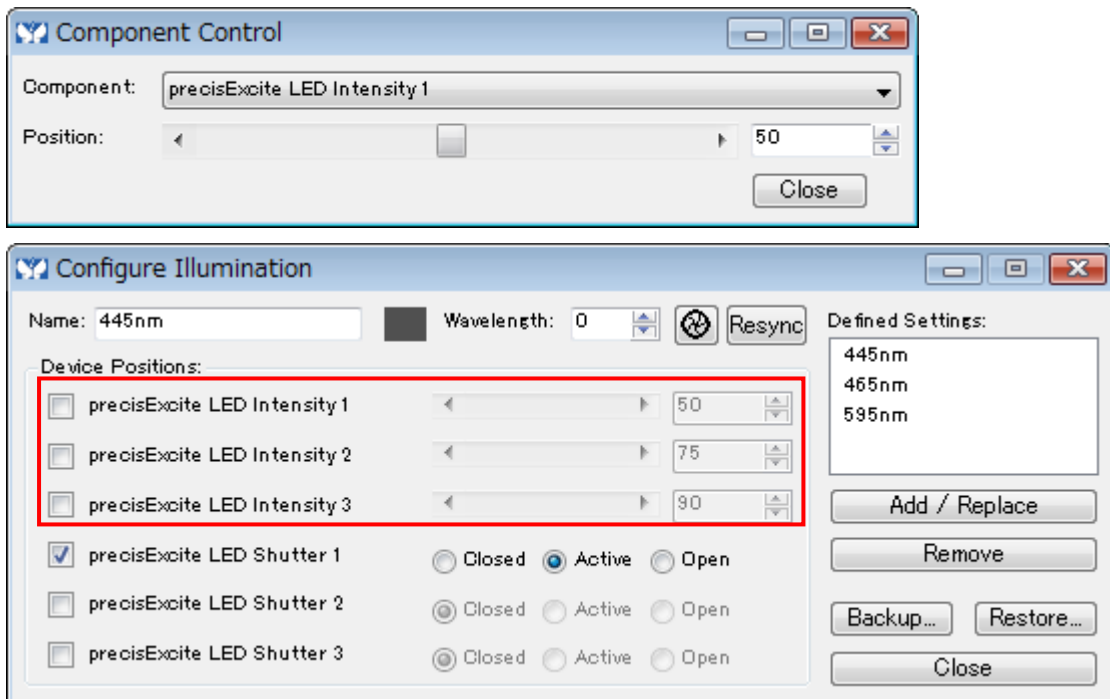 Component Control
Component: precisExcite LED Intensity 1
Position: 50
Close
Configure Illumination
Name: 445nm Wavelength: 0 Resync Defined Settings:
445nm
465nm
595nm
Device Positions:
precisExcite LED Intensity 1 50
precisExcite LED Intensity 2 75
precisExcite LED Intensity 3 90
Add / Replace
precisExcite LED Shutter 1 Closed Active Open
Remove
precisExcite LED Shutter 2 Closed Active Open
Backup... Restore...
precisExcite LED Shutter 3 Closed Active Open
Close